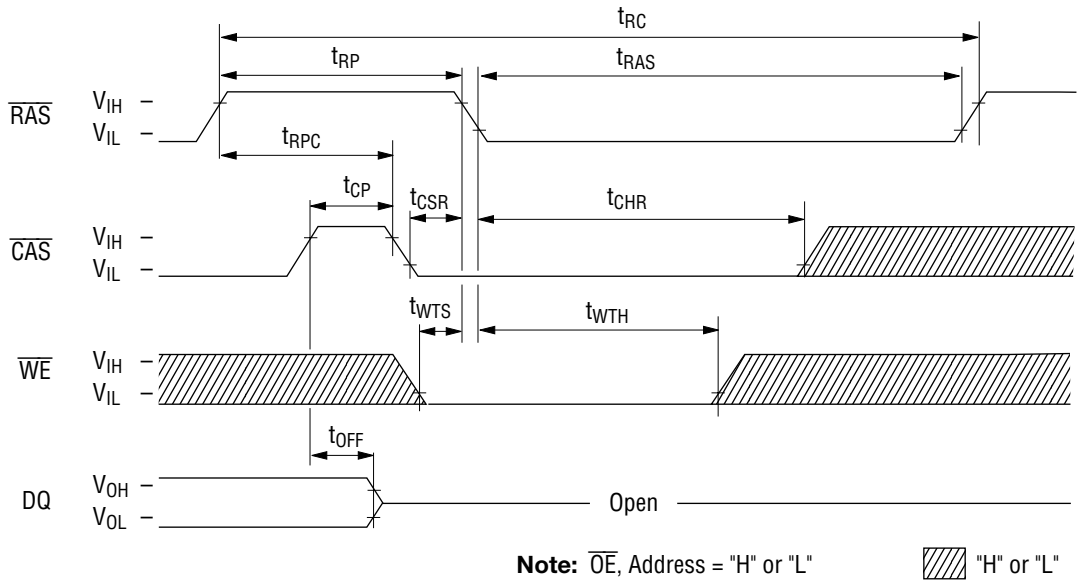 tRC
tRP
tRAS
RAS
VIH
VIL
tRPC
tCP
tCSR
tCHR
CAS
VIH
VIL
tWTS
tWTH
WE
VIH
VIL
tOFF
DQ
VOH
VOL
Open
Note: OE, Address = "H" or "L"
"H" or "L"